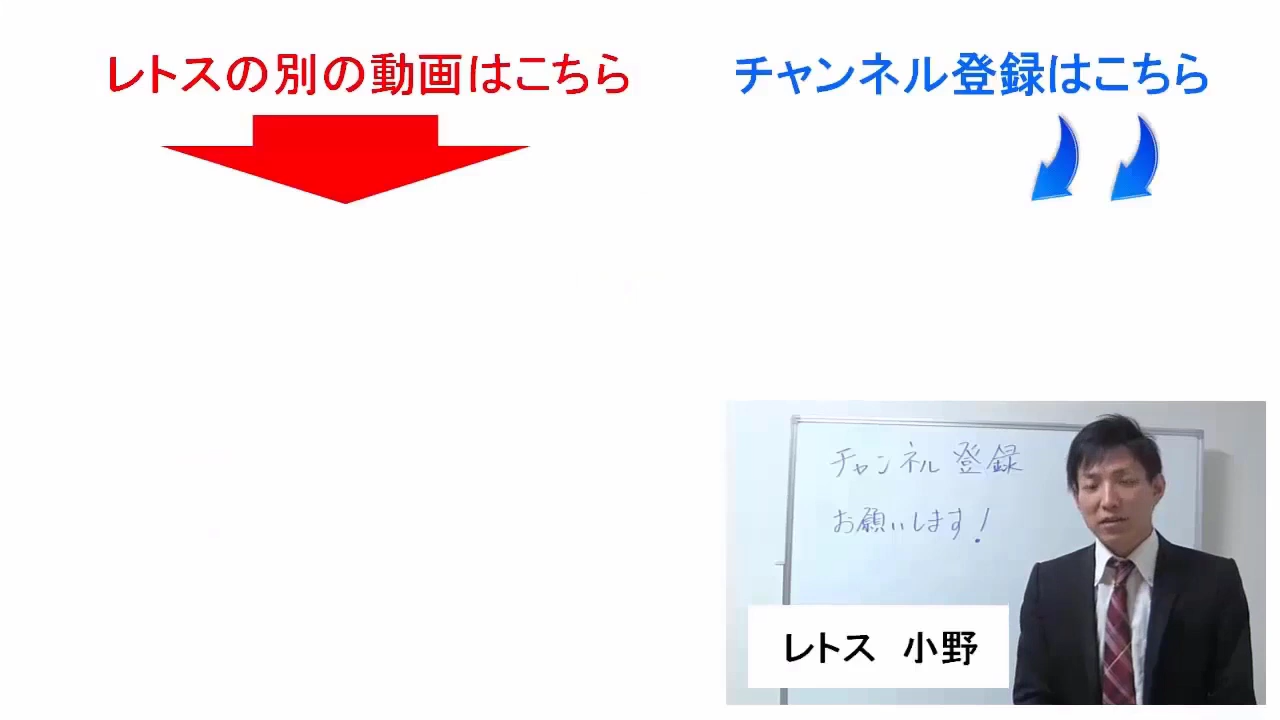 レトスの別の動画はこちら
チャンネル登録はこちら
チャンネル登録
お願いします!
レトス 小野